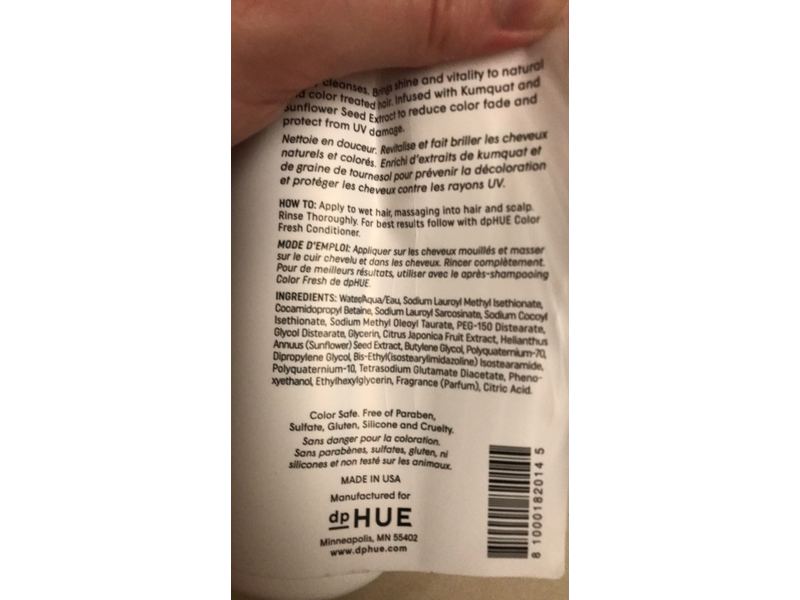 cleanses. Brings shine and vitality to natural
and color treated hair. Infused with Kumquat and
Sunflower Seed Extract to reduce color fade and
protect from UV damage.
Nettoie en douceur. Revitalise et fait briller les cheveux
naturels et colorés. Enrichi d'extraits de kumquat et
de graine de tournesol pour prévenir la décoloration
et protéger les cheveux contre les rayons UV.
HOW TO: Apply to wet hair, massaging into hair and scalp.
Rinse Thoroughly. For best results follow with dpHUE Color
Fresh Conditioner.
MODE D'EMPLOI: Appliquer sur les cheveux mouillés et masser
sur le cuir chevelu et dans les cheveux. Rincer complètement.
Pour de meilleurs résultats, utiliser avec le après-shampooing
Color Fresh de dpHUE.
INGREDIENTS: Water/Aqua/Eau, Sodium Lauroyl Methyl Isethionate,
Cocamidopropyl Betaine, Sodium Lauroyl Sarcosinate, Sodium Cocoyl
Isethionate, Sodium Methyl Oleoyl Taurate, PEG-150 Distearate,
Glycol Distearate, Glycerin, Citrus Japonica Fruit Extract, Helianthus
Annuus (Sunflower) Seed Extract, Butylene Glycol, Polyquaternium-70,
Dipropylene Glycol, Bis-Ethyl(isostearylimidazoline) Isostearamide,
Polyquaternium-10, Tetrasodium Glutamate Diacetate, Pheno-
xyethanol, Ethylhexylglycerin, Fragrance (Parfum), Citric Acid.
Color Safe. Free of Paraben,
Sulfate, Gluten, Silicone and Cruelty.
Sans danger pour la coloration.
Sans parabènes, sulfates, gluten, ni
silicones et non testé sur les animaux.
MADE IN USA
Manufactured for
dpHUE
Minneapolis, MN 55402
www.dphue.com
8 10001 82014 5